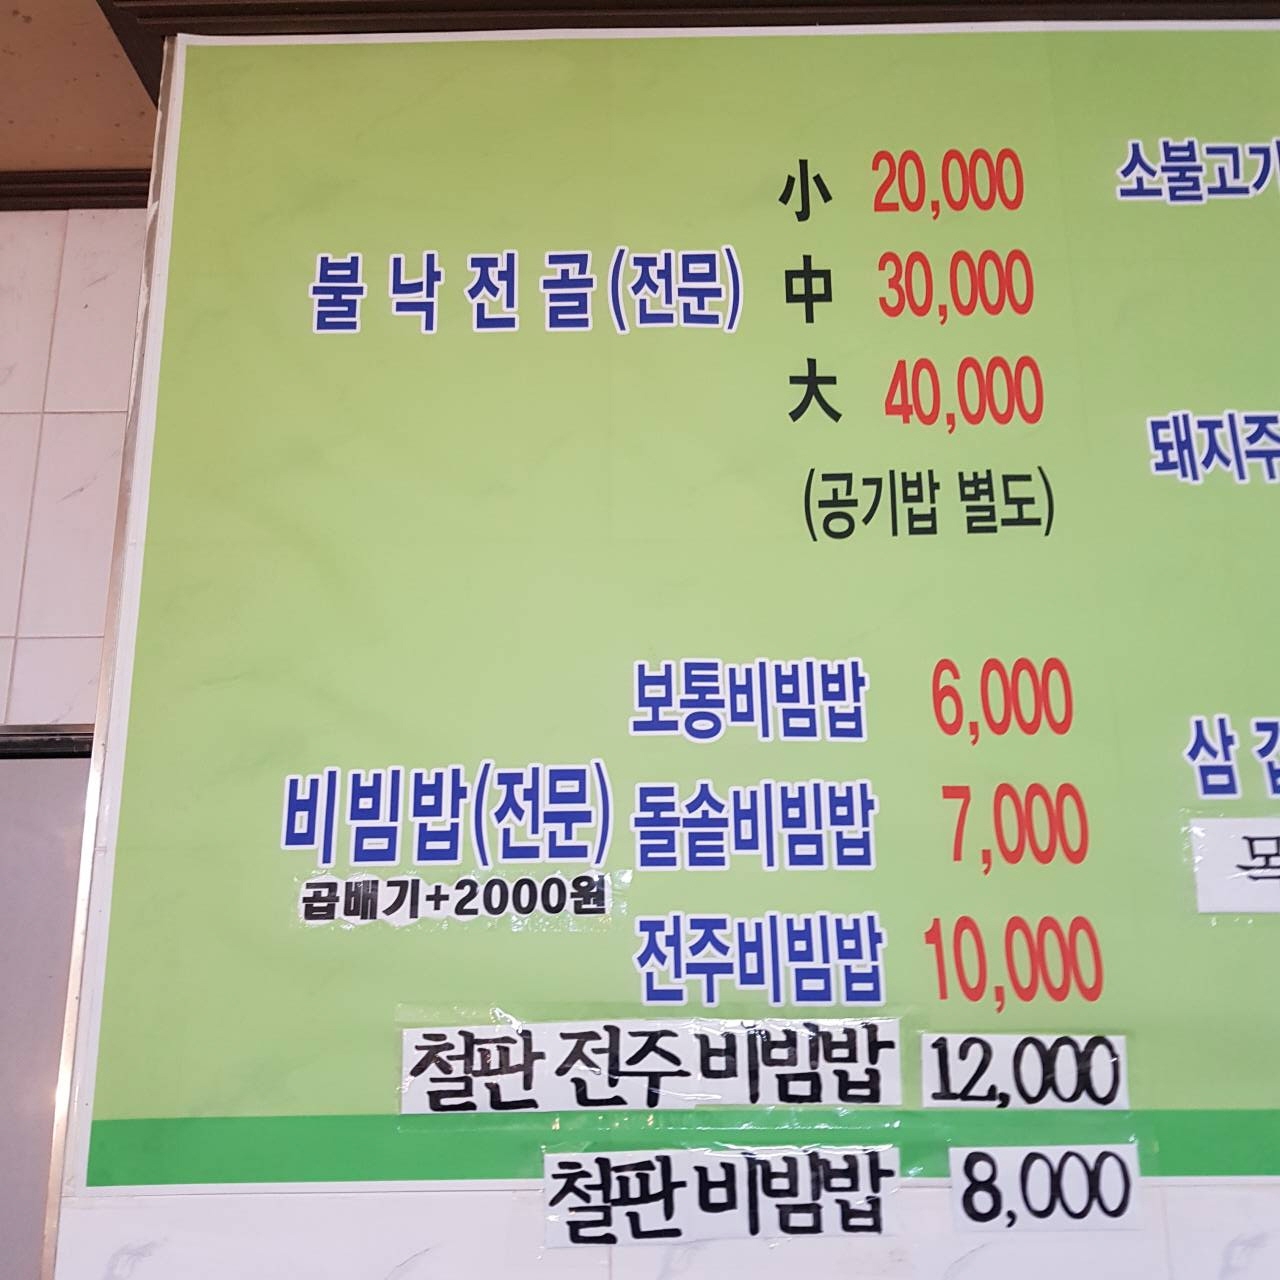 小 20,000
불낙전골(전문) 中 30,000
大 40,000
(공기밥 별도)
보통비빔밥 6,000
비빔밥(전문) 돌솥비빔밥 7,000
곱배기+2000원
전주비빔밥 10,000
철판 전주 비빔밥 12,000
철판 비빔밥 8,000
소불고기
돼지주
삼겹